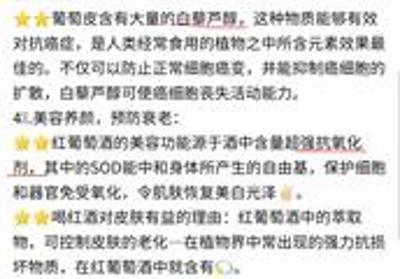 ⭐⭐葡萄皮含有大量的白藜芦醇，这种物质能够有效
对抗癌症，是人类经常食用的植物之中所含元素效果最
佳的。不仅可以防止正常细胞癌变，并能抑制癌细胞的
扩散，白藜芦醇可使癌细胞丧失活动能力。
4⃣.美容养颜，预防衰老：
⭐⭐红葡萄酒的美容功能源于酒中含量超强抗氧化
剂，其中的SOD能中和身体所产生的自由基，保护细胞
和器官免受氧化，令肌肤恢复美白光泽✌。
⭐⭐喝红酒对皮肤有益的理由：红葡萄酒中的萃取
物，可控制皮肤的老化一在植物界中常出现的强力抗损
坏物质，在红葡萄酒中就含有💫。